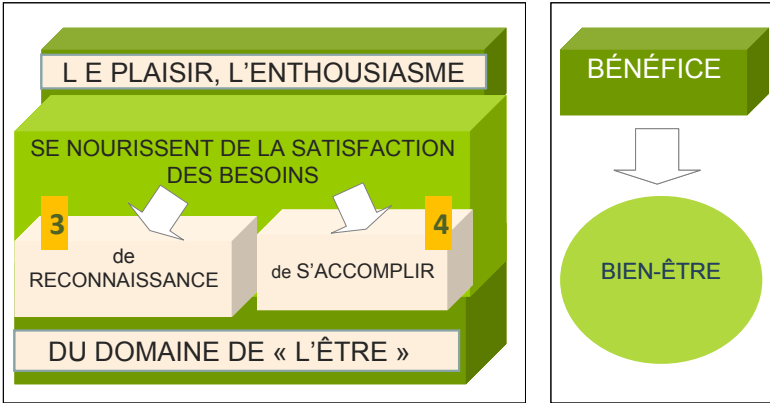 L E PLAISIR, L'ENTHOUSIASME
SE NOURISSENT DE LA SATISFACTION
DES BESOINS
3
de
RECONNAISSANCE
4
de S'ACCOMPLIR
DU DOMAINE DE « L'ÊTRE »
BÉNÉFICE
BIEN-ÊTRE